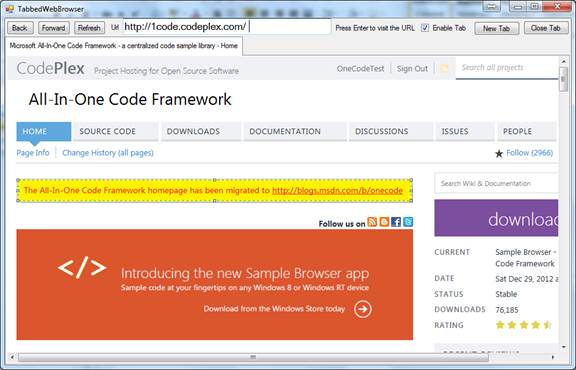 TabbedWebBrowser
Back Forward Refresh Url http://1code.codeplex.com/ Press Enter to visit the URL Enable Tab New Tab Close Tab
Microsoft All-In-One Code Framework - a centralized code sample library - Home
CodePlex Project Hosting for Open Source Software OneCodeTest Sign Out Search all projects
All-In-One Code Framework
HOME SOURCE CODE DOWNLOADS DOCUMENTATION DISCUSSIONS ISSUES PEOPLE
Page Info Change History (all pages) Follow (2966)
The All-In-One Code Framework homepage has been migrated to http://blogs.msdn.com/b/onecode
Search Wiki & Documentation
Follow us on
download
Introducing the new Sample Browser app
Sample code at your fingertips on any Windows 8 or Windows RT device
Download from the Windows Store today
CURRENT Sample Browser -
Code Framework
DATE Sat Dec 29, 2012 a
STATUS Stable
DOWNLOADS 76,185
RATING